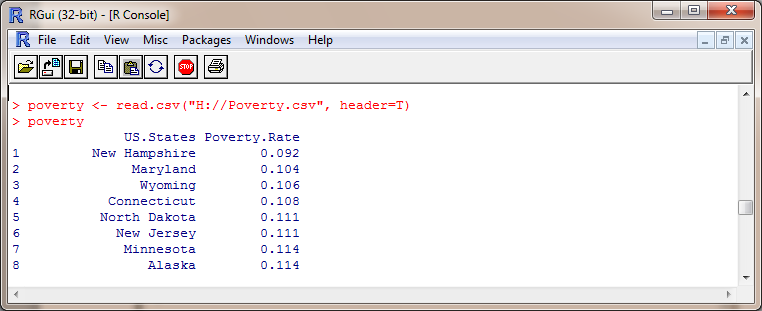 RGui (32-bit) - [R Console]
File Edit View Misc Packages Windows Help
STOP
> poverty <- read.csv("H://Poverty.csv", header=T)
> poverty
US.States Poverty.Rate
1 New Hampshire 0.092
2 Maryland 0.104
3 Wyoming 0.106
4 Connecticut 0.108
5 North Dakota 0.111
6 New Jersey 0.111
7 Minnesota 0.114
8 Alaska 0.114